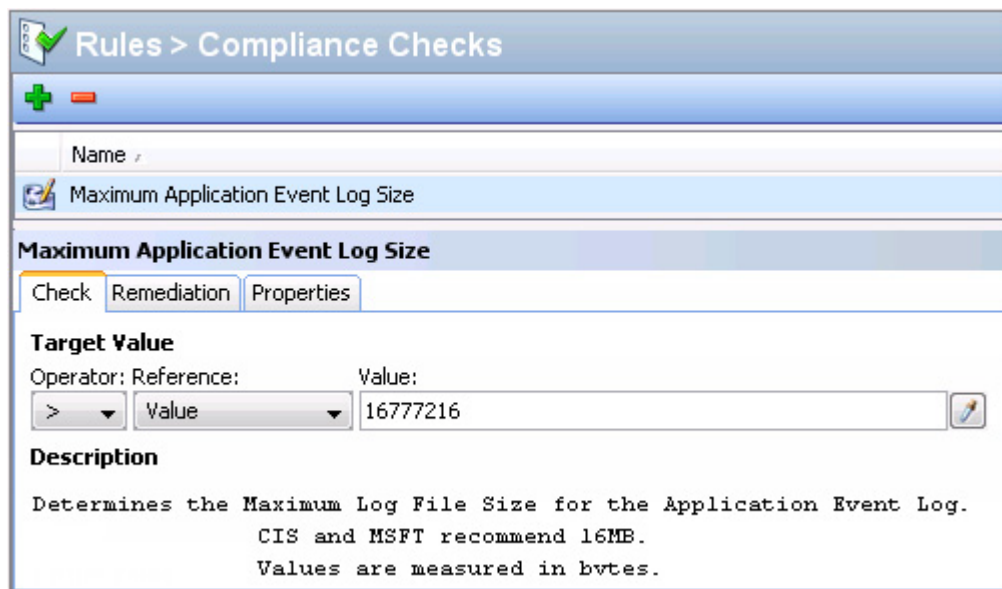 Rules > Compliance Checks
Name
Maximum Application Event Log Size
Maximum Application Event Log Size
Check Remediation Properties
Target Value
Operator: Reference: Value:
> Value 16777216
Description
Determines the Maximum Log File Size for the Application Event Log.
CIS and MSFT recommend 16MB.
Values are measured in bytes.